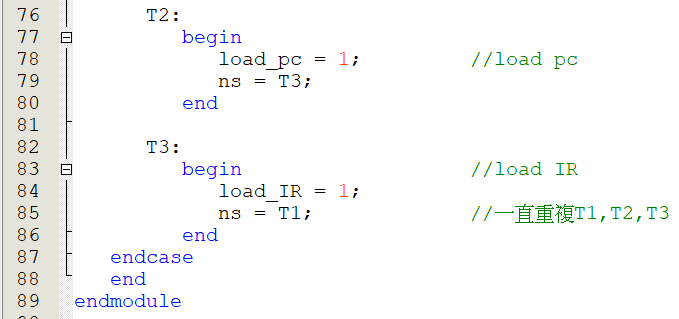 76 T2:
77 begin
78 load_pc = 1; //load pc
79 ns = T3;
80 end
81
82 T3:
83 begin //load IR
84 load_IR = 1;
85 ns = T1; //一直重複T1,T2,T3
86 end
87 endcase
88 end
89 endmodule